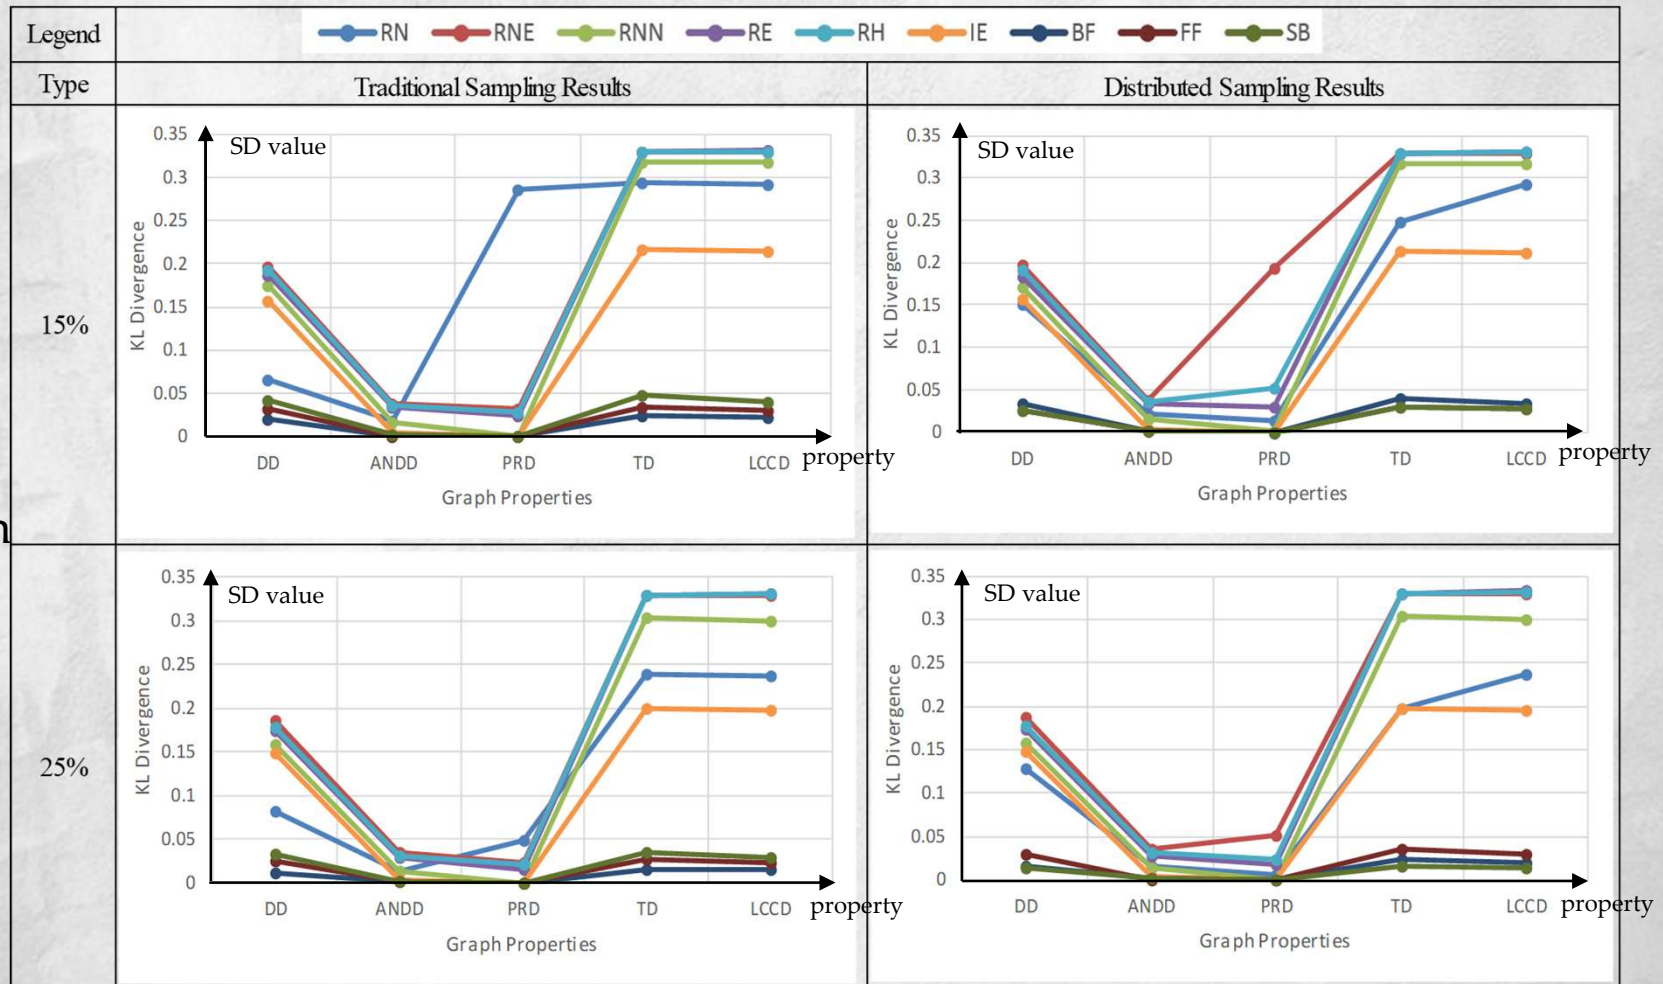 Legend
RN RNE RNN RE RH IE BF FF SB
Type
Traditional Sampling Results
Distributed Sampling Results
15%
SD value
KL Divergence
0.35
0.3
0.25
0.2
0.15
0.1
0.05
0
DD ANDD PRD TD LCCD
property
Graph Properties
SD value
KL Divergence
0.35
0.3
0.25
0.2
0.15
0.1
0.05
0
DD ANDD PRD TD LCCD
property
Graph Properties
n
25%
SD value
KL Divergence
0.35
0.3
0.25
0.2
0.15
0.1
0.05
0
DD ANDD PRD TD LCCD
property
Graph Properties
SD value
KL Divergence
0.35
0.3
0.25
0.2
0.15
0.1
0.05
0
DD ANDD PRD TD LCCD
property
Graph Properties